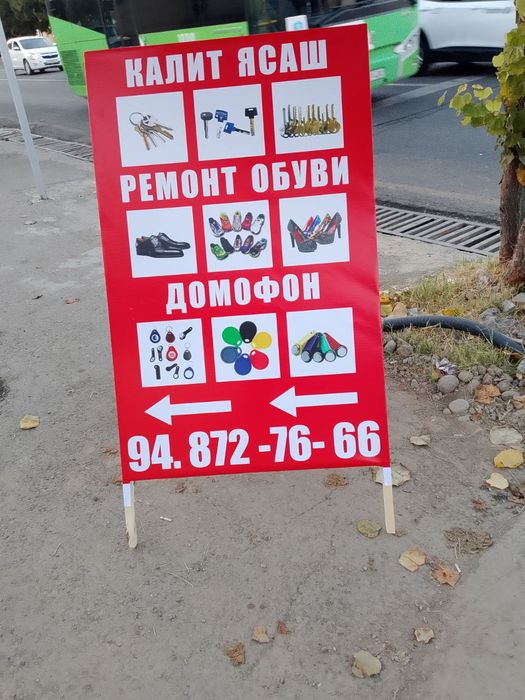 КАЛИТ ЯСАШ
РЕМОНТ ОБУВИ
ДОМОФОН
94. 872 -76- 66